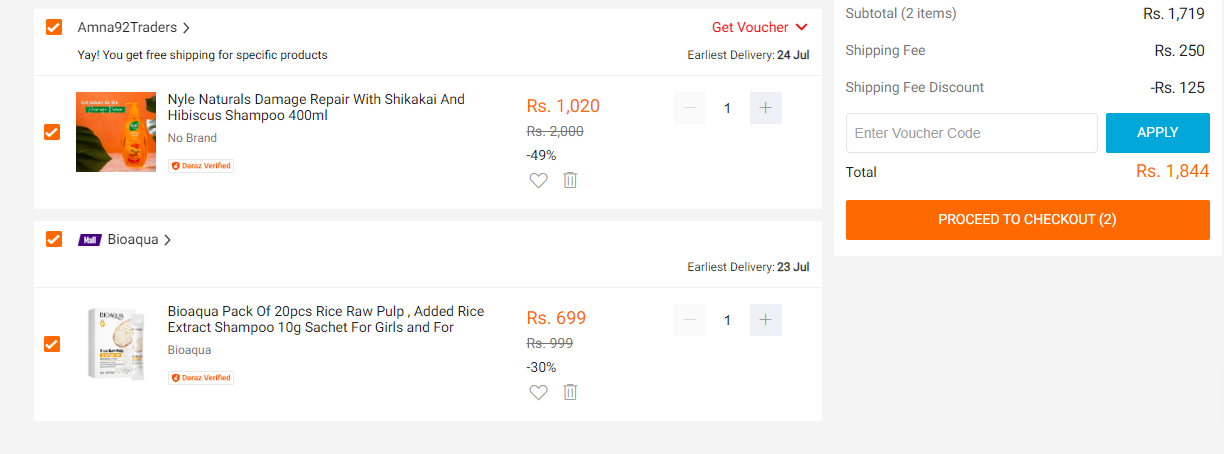 Amna92Traders
Get Voucher
Yay! You get free shipping for specific products
Earliest Delivery: 24 Jul
Nyle Naturals Damage Repair With Shikakai And
Hibiscus Shampoo 400ml
No Brand
Daraz Verified
Rs. 1,020
Rs. 2,000
-49%
1
Mall Bioaqua
Earliest Delivery: 23 Jul
BIOAQUA
Bioaqua Pack Of 20pcs Rice Raw Pulp , Added Rice
Extract Shampoo 10g Sachet For Girls and For
Bioaqua
Daraz Verified
Rs. 699
Rs. 999
-30%
1
Subtotal (2 items) Rs. 1,719
Shipping Fee Rs. 250
Shipping Fee Discount -Rs. 125
Enter Voucher Code APPLY
Total Rs. 1,844
PROCEED TO CHECKOUT (2)